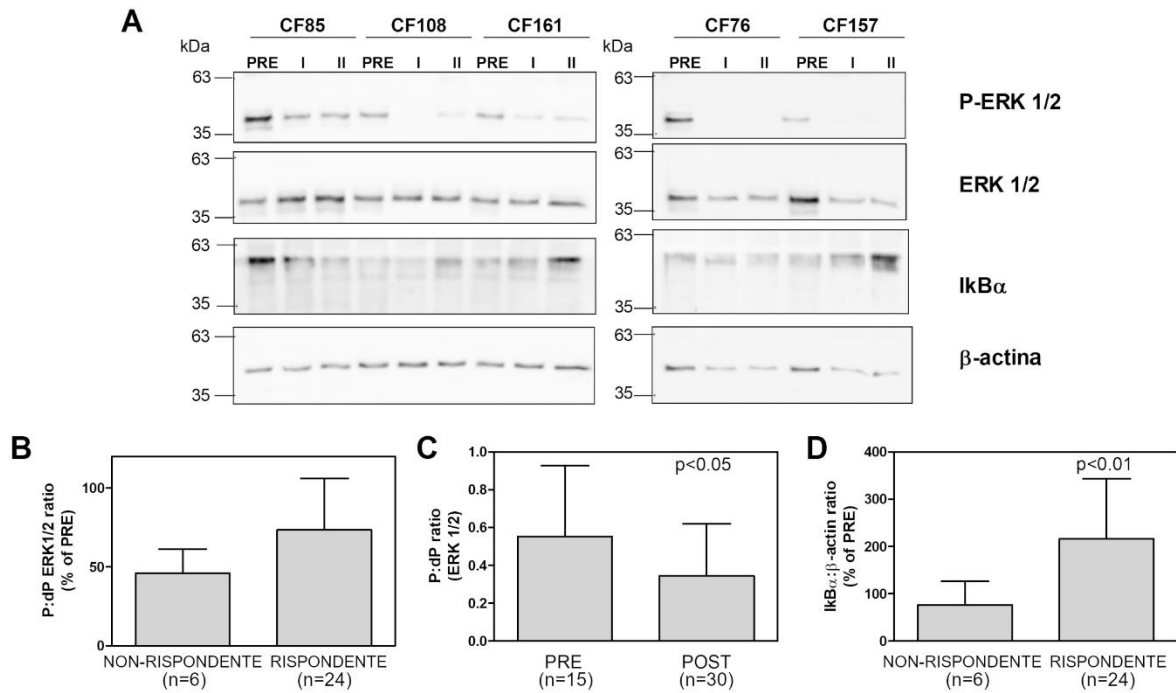 A
CF85 CF108 CF161 CF76 CF157
kDa kDa
PRE I II PRE I II PRE I II PRE I II PRE I II
63 63
35 35
P-ERK 1/2
63 63
35 35
ERK 1/2
63 63
35 35
IkBα
63 63
35 35
β-actina
B
P:dP ERK1/2 ratio
(% of PRE)
100
50
0
NON-RISPONDENTE RISPONDENTE
(n=6) (n=24)
C
P:dP ratio
(ERK 1/2)
1.0
0.8
0.6
0.4
0.2
0.0
p<0.05
PRE POST
(n=15) (n=30)
D
IkBα:β-actin ratio
(% of PRE)
400
300
200
100
0
p<0.01
NON-RISPONDENTE RISPONDENTE
(n=6) (n=24)